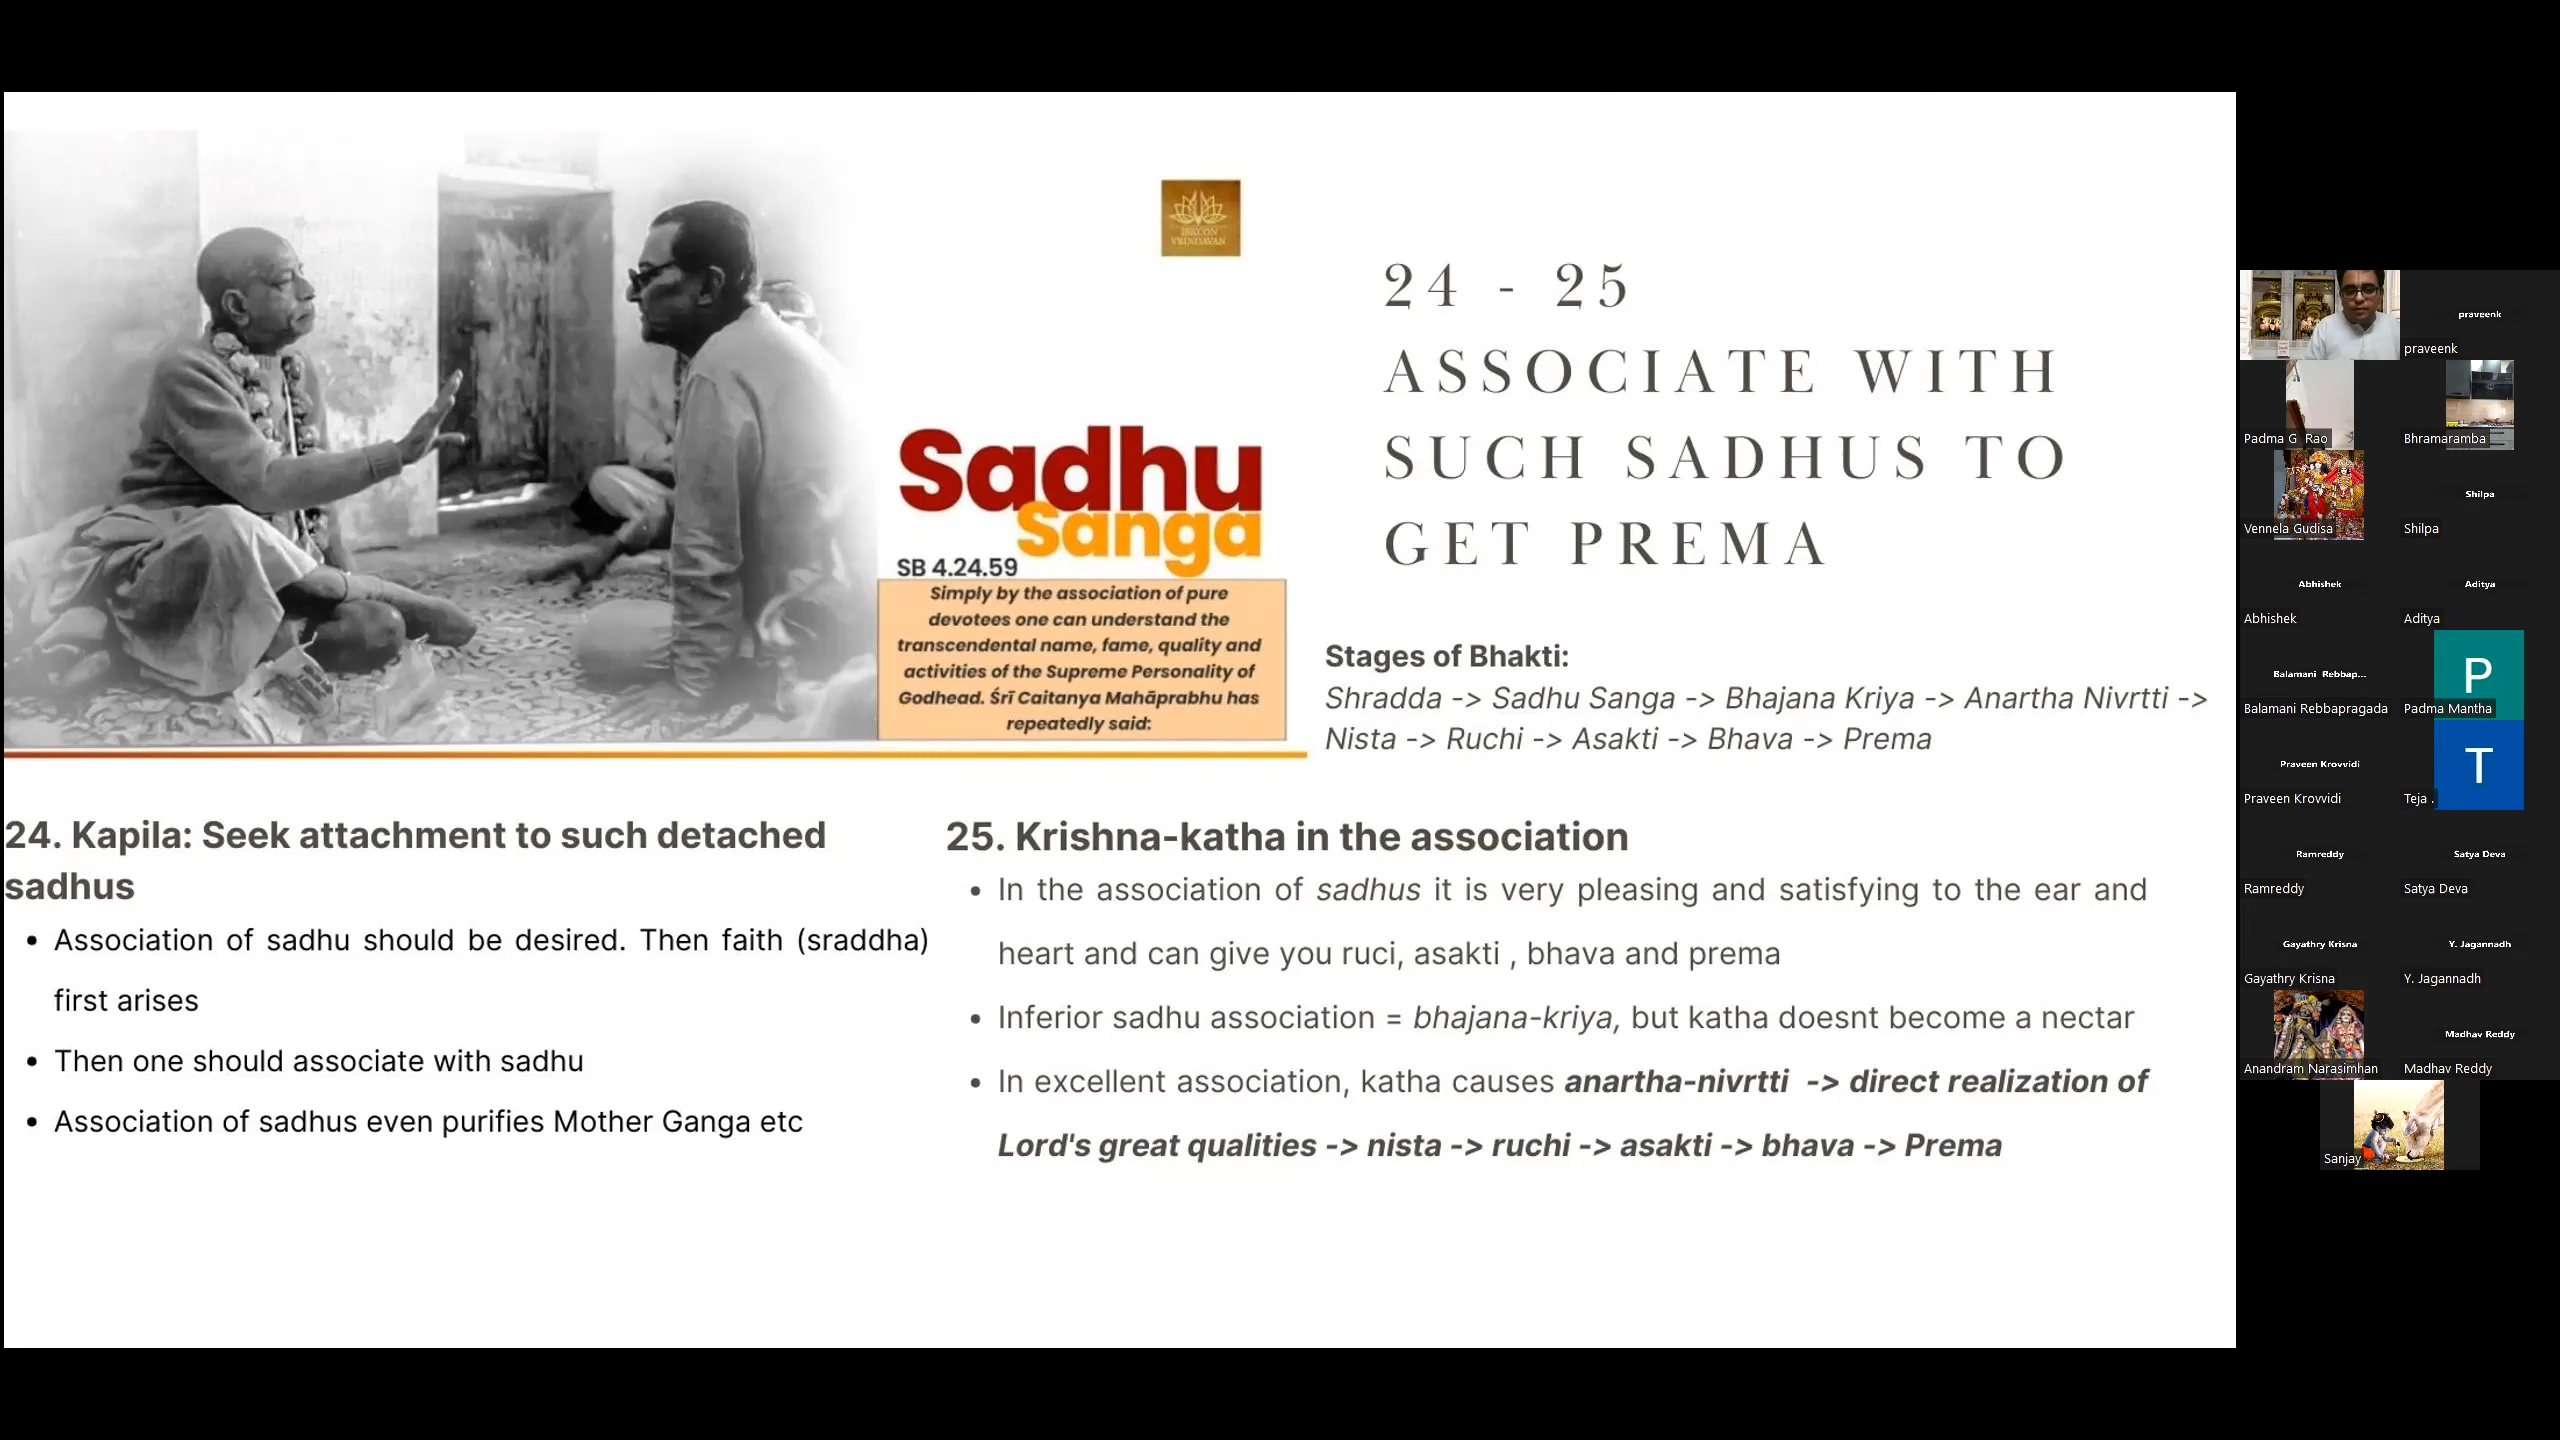 ISKCON
VRINDAVAN
Sadhu
Sanga
SB 4.24.59
Simply by the association of pure
devotees one can understand the
transcendental name, fame, quality and
activities of the Supreme Personality of
Godhead. Śrī Caitanya Mahāprabhu has
repeatedly said:
24 - 25
ASSOCIATE WITH
SUCH SADHUS TO
GET PREMA
Stages of Bhakti:
Shradda -> Sadhu Sanga -> Bhajana Kriya -> Anartha Nivrtti ->
Nista -> Ruchi -> Asakti -> Bhava -> Prema
24. Kapila: Seek attachment to such detached
sadhus
• Association of sadhu should be desired. Then faith (sraddha)
first arises
• Then one should associate with sadhu
• Association of sadhus even purifies Mother Ganga etc
25. Krishna-katha in the association
• In the association of sadhus it is very pleasing and satisfying to the ear and
heart and can give you ruci, asakti , bhava and prema
• Inferior sadhu association = bhajana-kriya, but katha doesnt become a nectar
• In excellent association, katha causes anartha-nivrtti -> direct realization of
Lord's great qualities -> nista -> ruchi -> asakti -> bhava -> Prema
praveenk
praveenk
Padma G Rao
Bhramaramba
Vennela Gudisa
Shilpa
Shilpa
Abhishek
Abhishek
Aditya
Aditya
Balamani Rebbap...
Balamani Rebbapragada
P
Padma Mantha
Praveen Krovvidi
Praveen Krovvidi
T
Teja .
Ramreddy
Ramreddy
Satya Deva
Satya Deva
Gayathry Krisna
Gayathry Krisna
Y. Jagannadh
Y. Jagannadh
Anandram Narasimhan
Madhav Reddy
Madhav Reddy
Sanjay